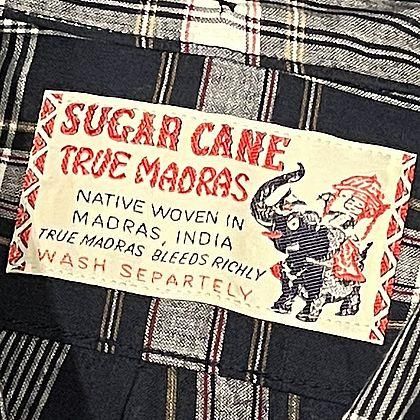 SUGAR CANE
TRUE MADRAS
NATIVE WOVEN IN
MADRAS, INDIA
TRUE MADRAS BLEEDS RICHLY
WASH SEPARTELY